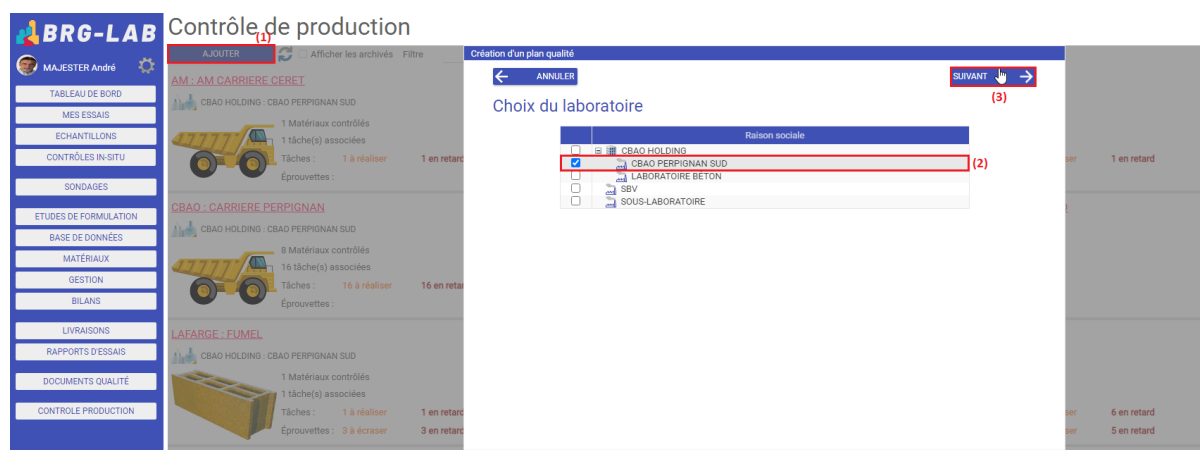 BRG-LAB
MAJESTER André
TABLEAU DE BORD
MES ESSAIS
ECHANTILLONS
CONTRÔLES IN-SITU
SONDAGES
ETUDES DE FORMULATION
BASE DE DONNÉES
MATÉRIAUX
GESTION
BILANS
LIVRAISONS
RAPPORTS D'ESSAIS
DOCUMENTS QUALITÉ
CONTROLE PRODUCTION
Contrôle de production
(1)
AJOUTER
Afficher les archivés
Filtre
AM : AM CARRIERE CERET
CBAO HOLDING : CBAO PERPIGNAN SUD
1 Matériaux contrôlés
1 tâche(s) associées
Tâches : 1 à réaliser 1 en retard
Éprouvettes :
CBAO : CARRIERE PERPIGNAN
CBAO HOLDING : CBAO PERPIGNAN SUD
8 Matériaux contrôlés
16 tâche(s) associées
Tâches : 16 à réaliser 16 en retar
Éprouvettes :
LAFARGE : FUMEL
CBAO HOLDING : CBAO PERPIGNAN SUD
1 Matériaux contrôlés
1 tâche(s) associées
Tâches : 1 à réaliser 1 en retard
Éprouvettes : 3 à écraser 3 en retard
Création d'un plan qualité
ANNULER
SUIVANT
(3)
Choix du laboratoire
Raison sociale
CBAO HOLDING
CBAO PERPIGNAN SUD
(2)
LABORATOIRE BÉTON
SBV
SOUS-LABORATOIRE
ser 1 en retard
ser 6 en retard
ser 5 en retard